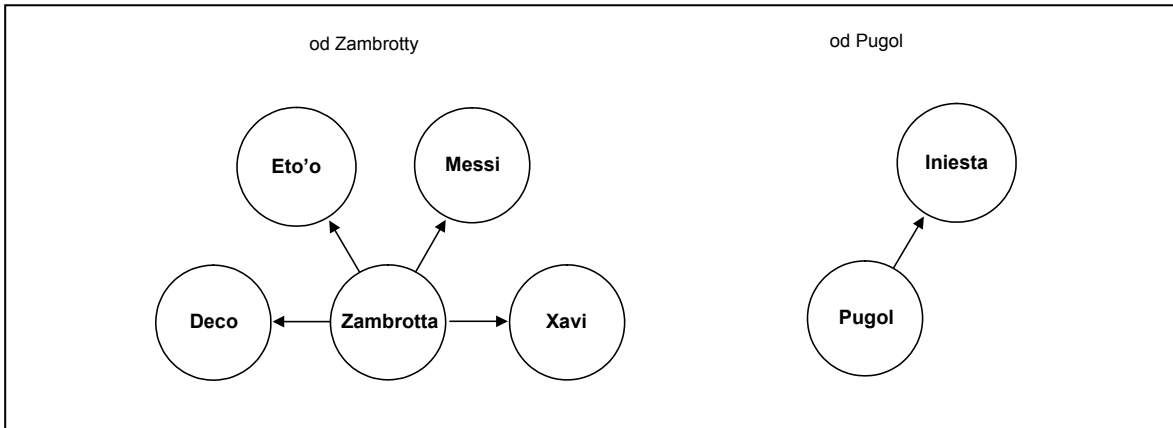 od Zambrotty
od Pugol
Eto’o
Messi
Iniesta
Deco
Zambrotta
Xavi
Pugol